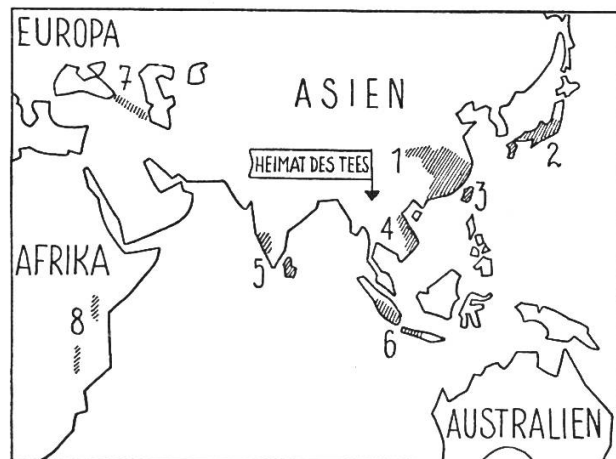 EUROPA
7
ASIEN
HEIMAT DES TEES
1
2
3
4
AFRIKA
5
8
6
AUSTRALIEN